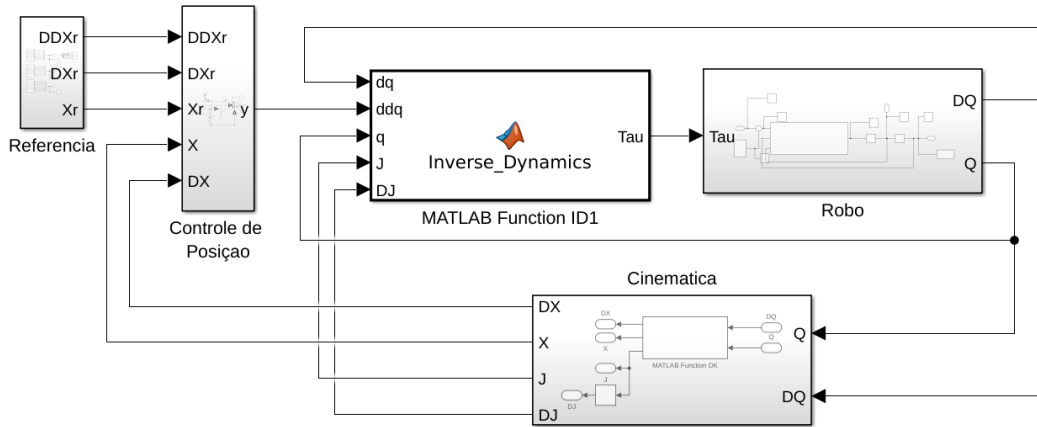 DDXr
DXr
Xr
Referencia
DDXr
DXr
Xr
X
DX
y
Controle de
Posiçao
dq
ddq
q
J
DJ
Inverse_Dynamics
Tau
MATLAB Function ID1
Tau
DQ
Q
Robo
Cinematica
DX
X
J
DJ
DX
X
J
DJ
MATLAB Function DK
DQ
Q
Q
DQ